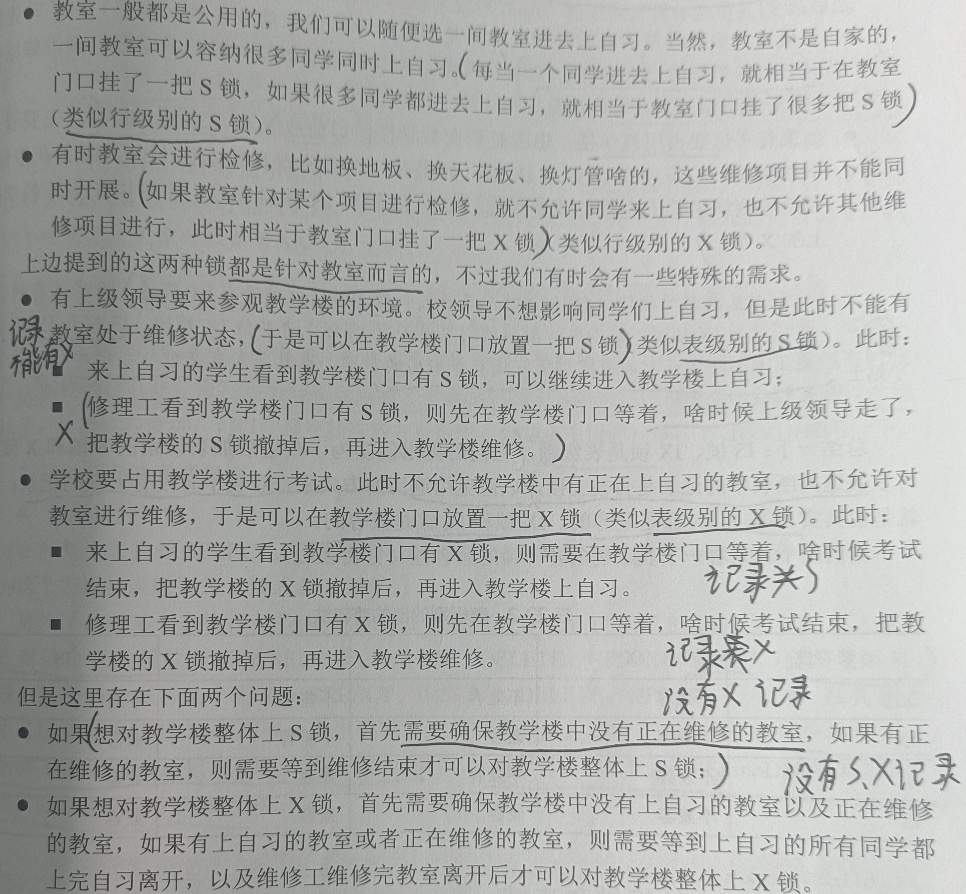 ● 教室一般都是公用的，我们可以随便选一间教室进去上自习。当然，教室不是自家的，
一间教室可以容纳很多同学同时上自习。(每当一个同学进去上自习，就相当于在教室
门口挂了一把 S 锁，如果很多同学都进去上自习，就相当于教室门口挂了很多把 S 锁)
（类似行级别的 S 锁）。
● 有时教室会进行检修，比如换地板、换天花板、换灯管啥的，这些维修项目并不能同
时开展。(如果教室针对某个项目进行检修，就不允许同学来上自习，也不允许其他维
修项目进行，此时相当于教室门口挂了一把 X 锁)（类似行级别的 X 锁）。
上边提到的这两种锁都是针对教室而言的，不过我们有时会有一些特殊的需求。
● 有上级领导要来参观教学楼的环境。校领导不想影响同学们上自习，但是此时不能有
记录
教室处于维修状态，(于是可以在教学楼门口放置一把 S 锁)（类似表级别的 S 锁）。此时：
不能有X
■ 来上自习的学生看到教学楼门口有 S 锁，可以继续进入教学楼上自习；
■ (修理工看到教学楼门口有 S 锁，则先在教学楼门口等着，啥时候上级领导走了，
X
把教学楼的 S 锁撤掉后，再进入教学楼维修。)
● 学校要占用教学楼进行考试。此时不允许教学楼中有正在上自习的教室，也不允许对
教室进行维修，于是可以在教学楼门口放置一把 X 锁（类似表级别的 X 锁）。此时：
■ 来上自习的学生看到教学楼门口有 X 锁，则需要在教学楼门口等着，啥时候考试
结束，把教学楼的 X 锁撤掉后，再进入教学楼上自习。
记录 S
■ 修理工看到教学楼门口有 X 锁，则先在教学楼门口等着，啥时候考试结束，把教
学楼的 X 锁撤掉后，再进入教学楼维修。
记录 X
但是这里存在下面两个问题：
没有X 记录
● 如果(想对教学楼整体上 S 锁，首先需要确保教学楼中没有正在维修的教室，如果有正
在维修的教室，则需要等到维修结束才可以对教学楼整体上 S 锁；)
没有S、X记录
● 如果想对教学楼整体上 X 锁，首先需要确保教学楼中没有上自习的教室以及正在维修
的教室，如果有上自习的教室或者正在维修的教室，则需要等到上自习的所有同学都
上完自习离开，以及维修工维修完教室离开后才可以对教学楼整体上 X 锁。